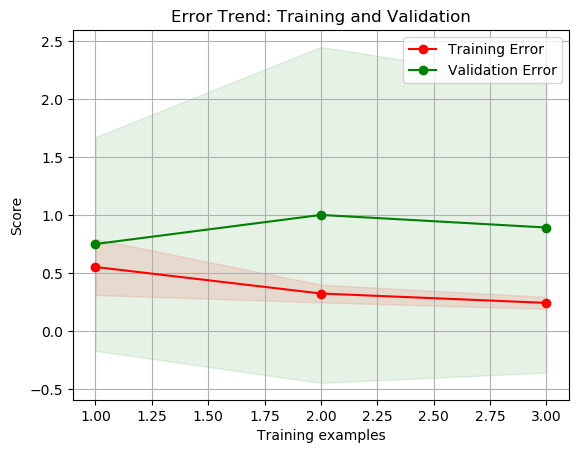 Error Trend: Training and Validation
Training Error
Validation Error
Score
2.5
2.0
1.5
1.0
0.5
0.0
−0.5
1.00 1.25 1.50 1.75 2.00 2.25 2.50 2.75 3.00
Training examples